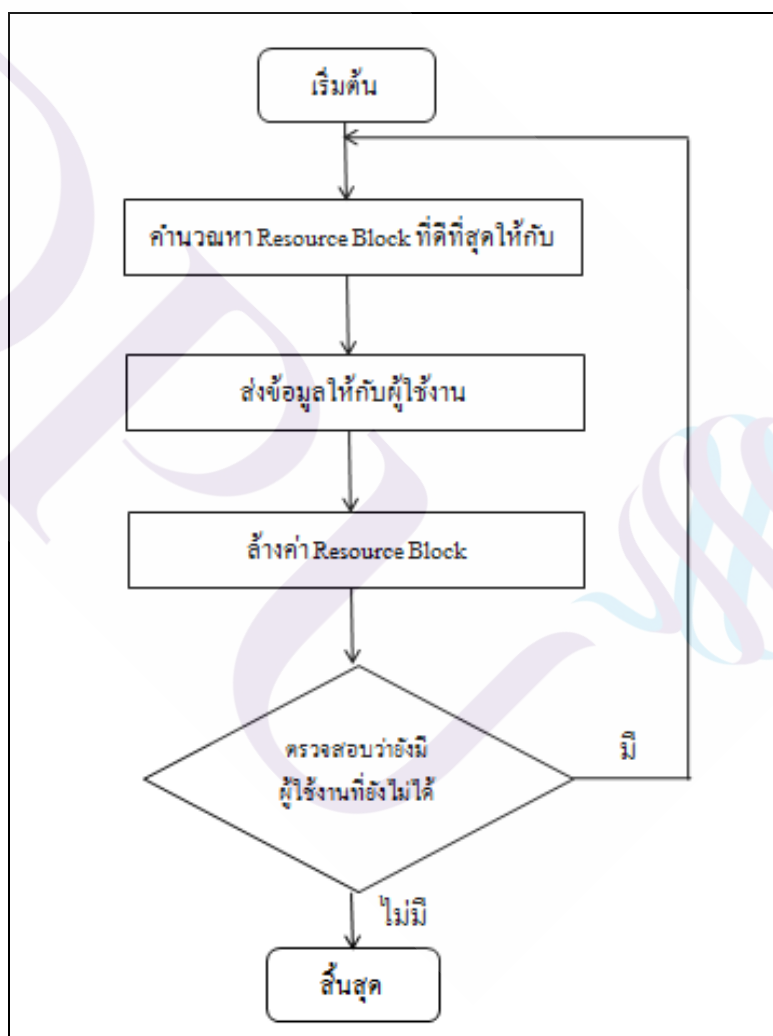 เริ่มต้น
คำนวณหา Resource Block ที่ดีที่สุดให้กับ
ส่งข้อมูลให้กับผู้ใช้งาน
ล้างค่า Resource Block
ตรวจสอบว่ายังมี
ผู้ใช้งานที่ยังไม่ได้
มี
ไม่มี
สิ้นสุด